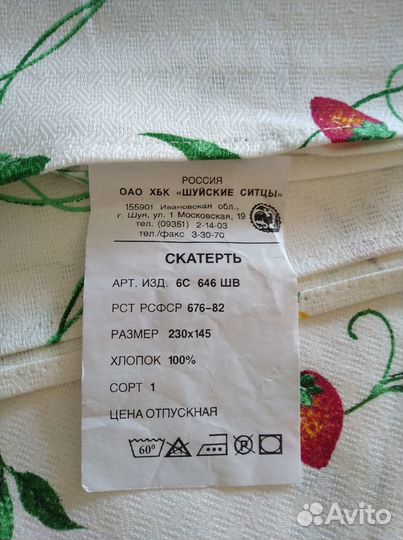 РОССИЯ
ОАО ХБК «ШУЙСКИЕ СИТЦЫ»
155901 Ивановская обл.,
г. Шуя, ул. 1 Московская, 19
тел. (09351) 2-14-03
тел./факс 3-30-70
СКАТЕРТЬ
АРТ. ИЗД. 6С 646 ШВ
РСТ РСФСР 676-82
РАЗМЕР 230х145
ХЛОПОК 100%
СОРТ 1
ЦЕНА ОТПУСКНАЯ
60° P
Avito